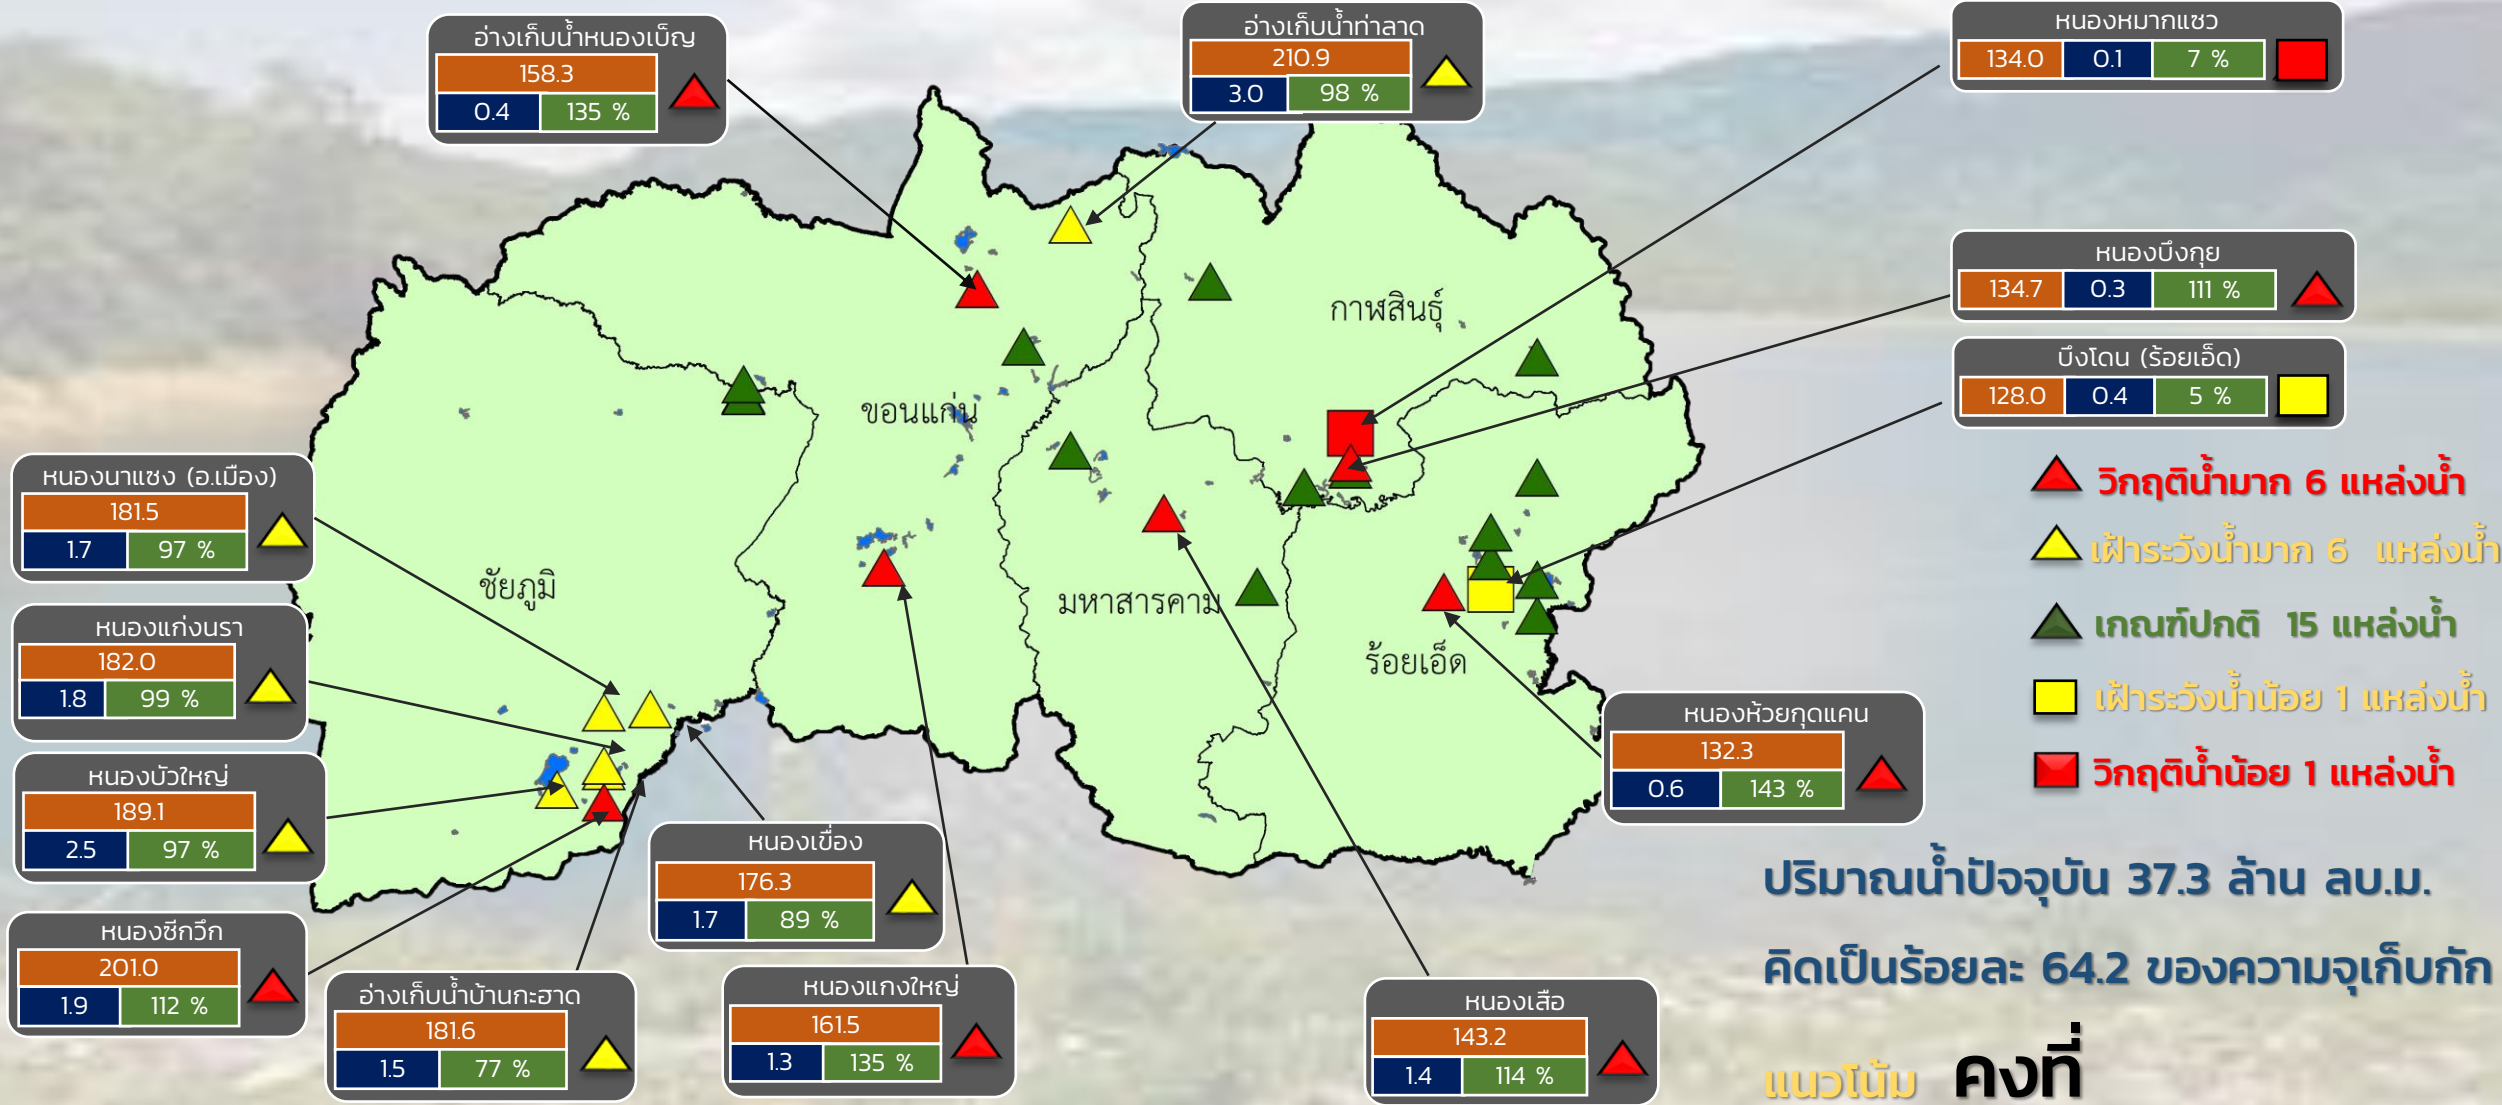 อ่างเก็บน้ำหนองเบ็ญ
158.3
0.4 135 %
อ่างเก็บน้ำท่าลาด
210.9
3.0 98 %
หนองหมากแซว
134.0 0.1 7 %
หนองบึงกุย
134.7 0.3 111 %
บึงโดน (ร้อยเอ็ด)
128.0 0.4 5 %
กาฬสินธุ์
ขอนแก่น
ชัยภูมิ
มหาสารคาม
ร้อยเอ็ด
หนองนาแซง (อ.เมือง)
181.5
1.7 97 %
หนองแก่งนรา
182.0
1.8 99 %
หนองบัวใหญ่
189.1
2.5 97 %
หนองซีกวึก
201.0
1.9 112 %
อ่างเก็บน้ำบ้านกะฮาด
181.6
1.5 77 %
หนองเขื่อง
176.3
1.7 89 %
หนองแกงใหญ่
161.5
1.3 135 %
หนองเสือ
143.2
1.4 114 %
หนองห้วยกุดแคน
132.3
0.6 143 %
วิกฤติน้ำมาก 6 แหล่งน้ำ
เฝ้าระวังน้ำมาก 6 แหล่งน้ำ
เกณฑ์ปกติ 15 แหล่งน้ำ
เฝ้าระวังน้ำน้อย 1 แหล่งน้ำ
วิกฤติน้ำน้อย 1 แหล่งน้ำ
ปริมาณน้ำปัจจุบัน 37.3 ล้าน ลบ.ม.
คิดเป็นร้อยละ 64.2 ของความจุเก็บกัก
แนวโน้ม คงที่